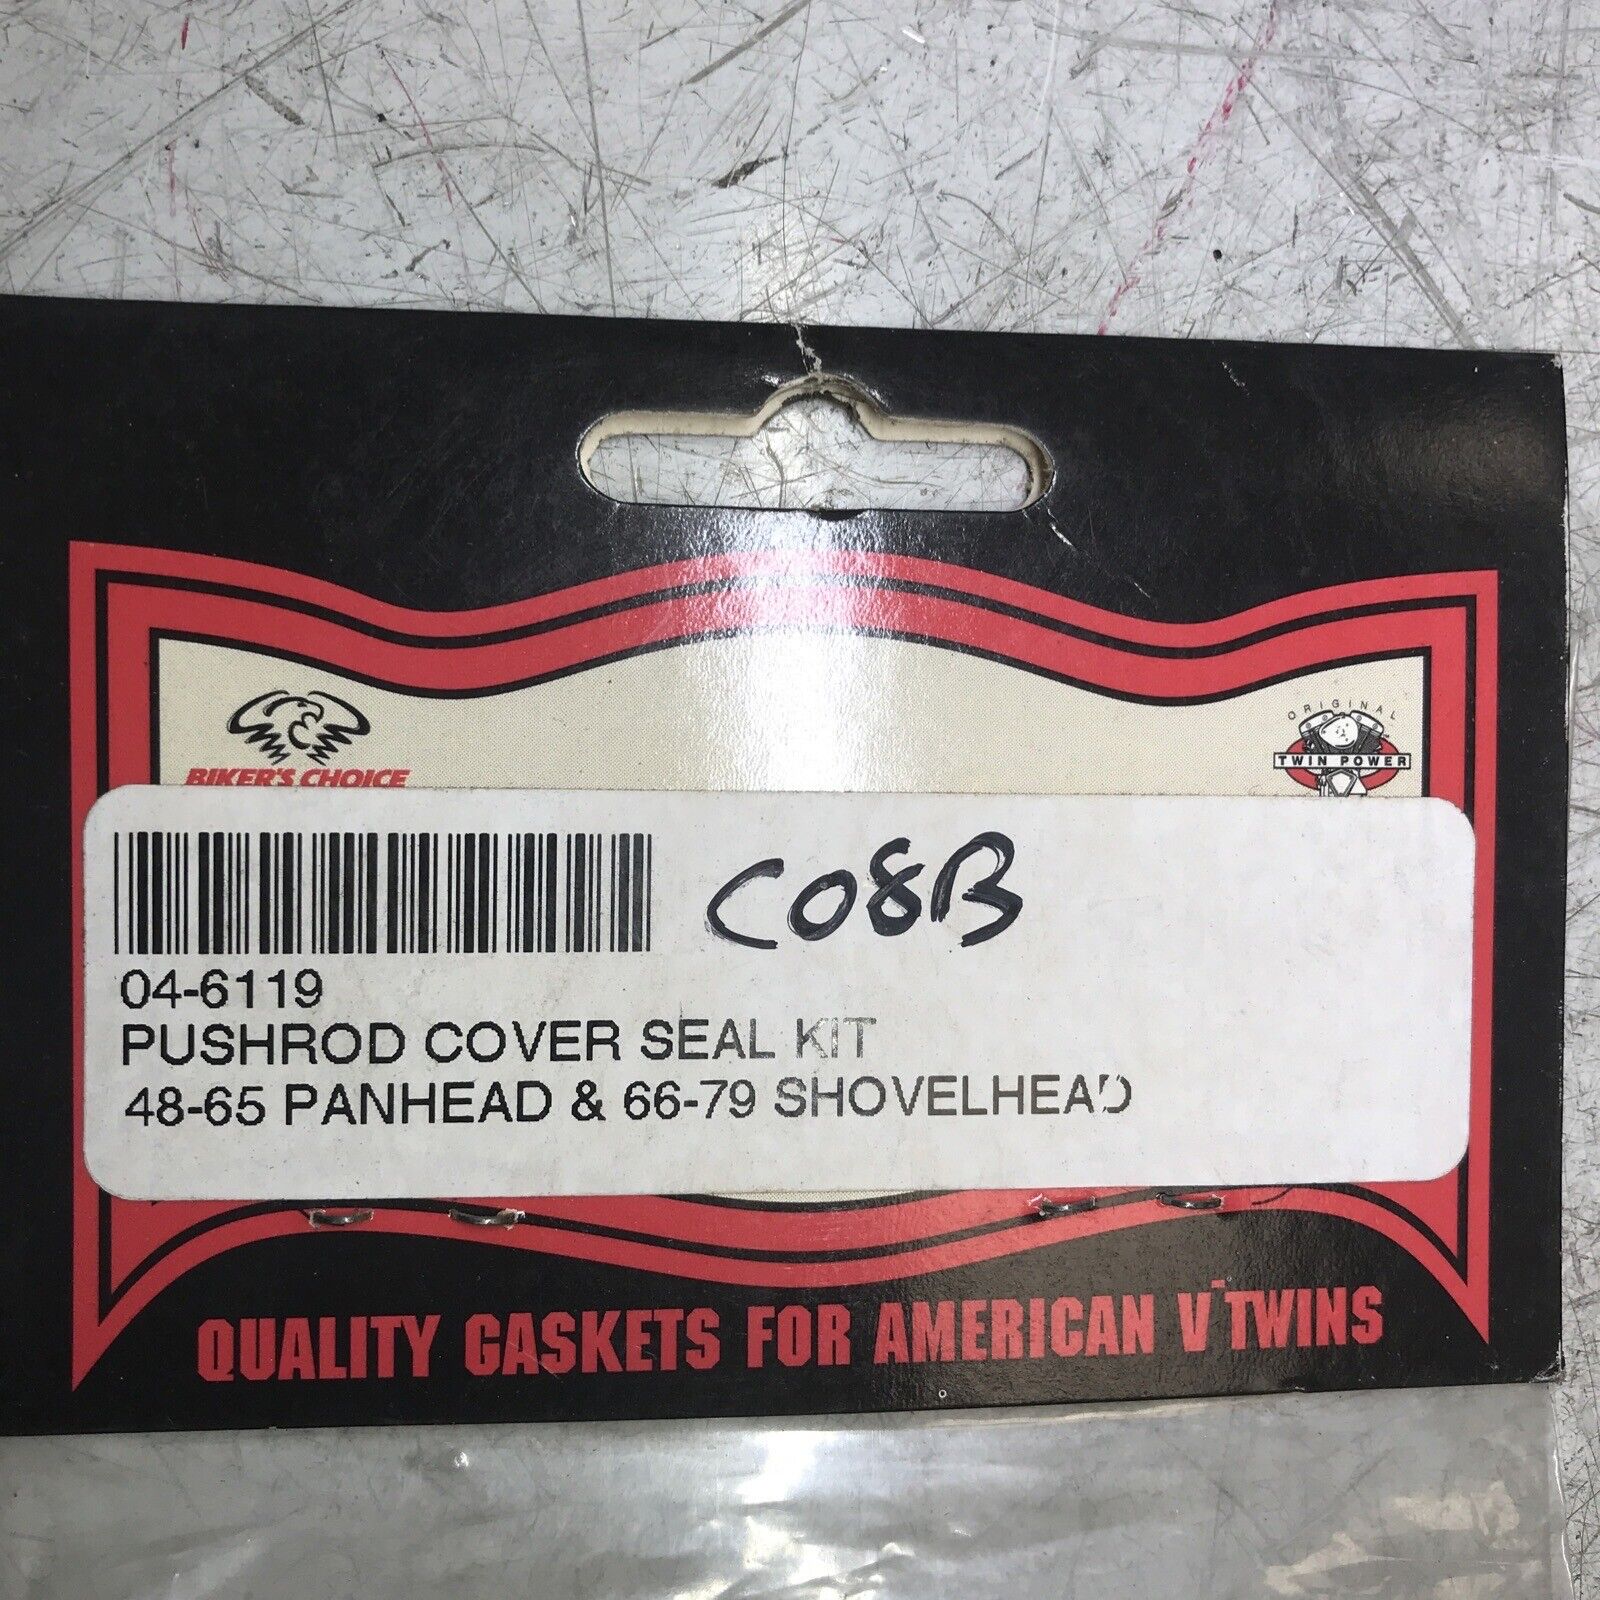 ORIGINAL
TWIN POWER
BIKER'S CHOICE
C08B
04-6119
PUSHROD COVER SEAL KIT
48-65 PANHEAD & 66-79 SHOVELHEAD
QUALITY GASKETS FOR AMERICAN V-TWINS